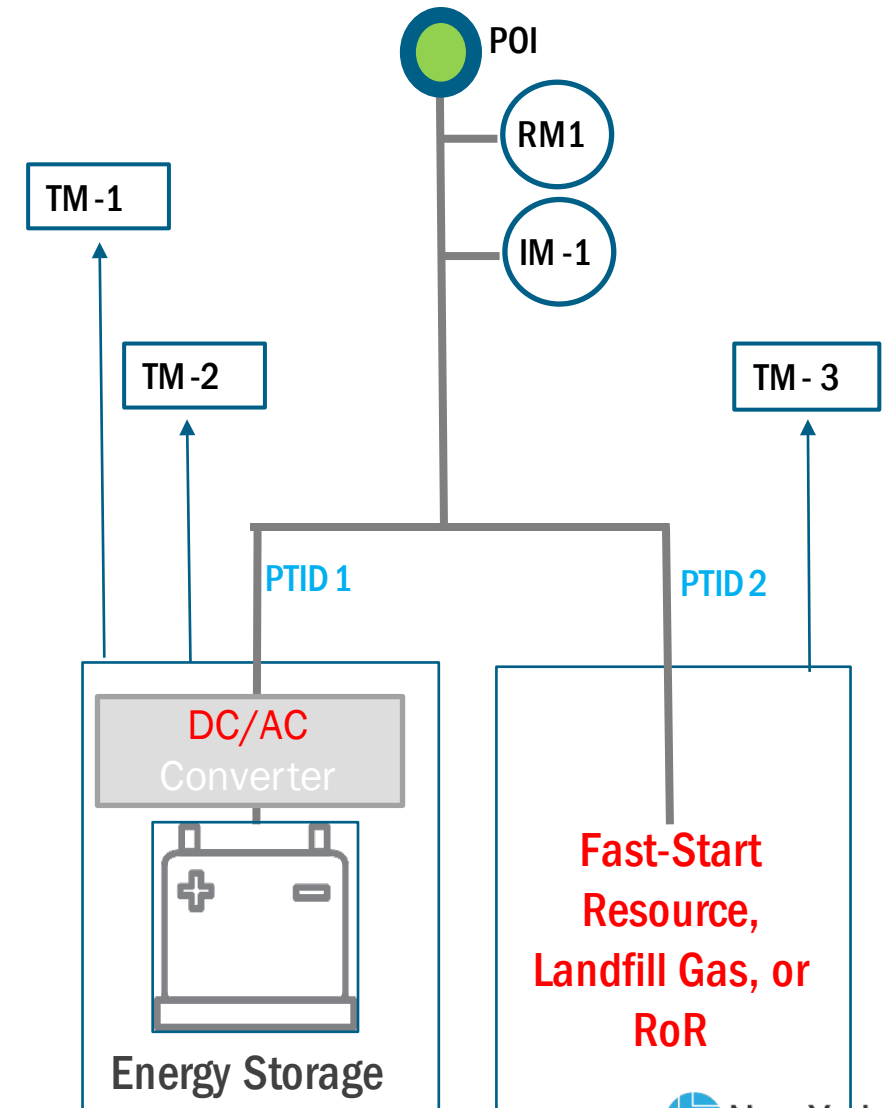 POI
RM1
TM -1
IM -1
TM -2
TM - 3
PTID 1
PTID 2
DC/AC
Converter
Fast-Start
Resource,
Landfill Gas, or
RoR
Energy Storage